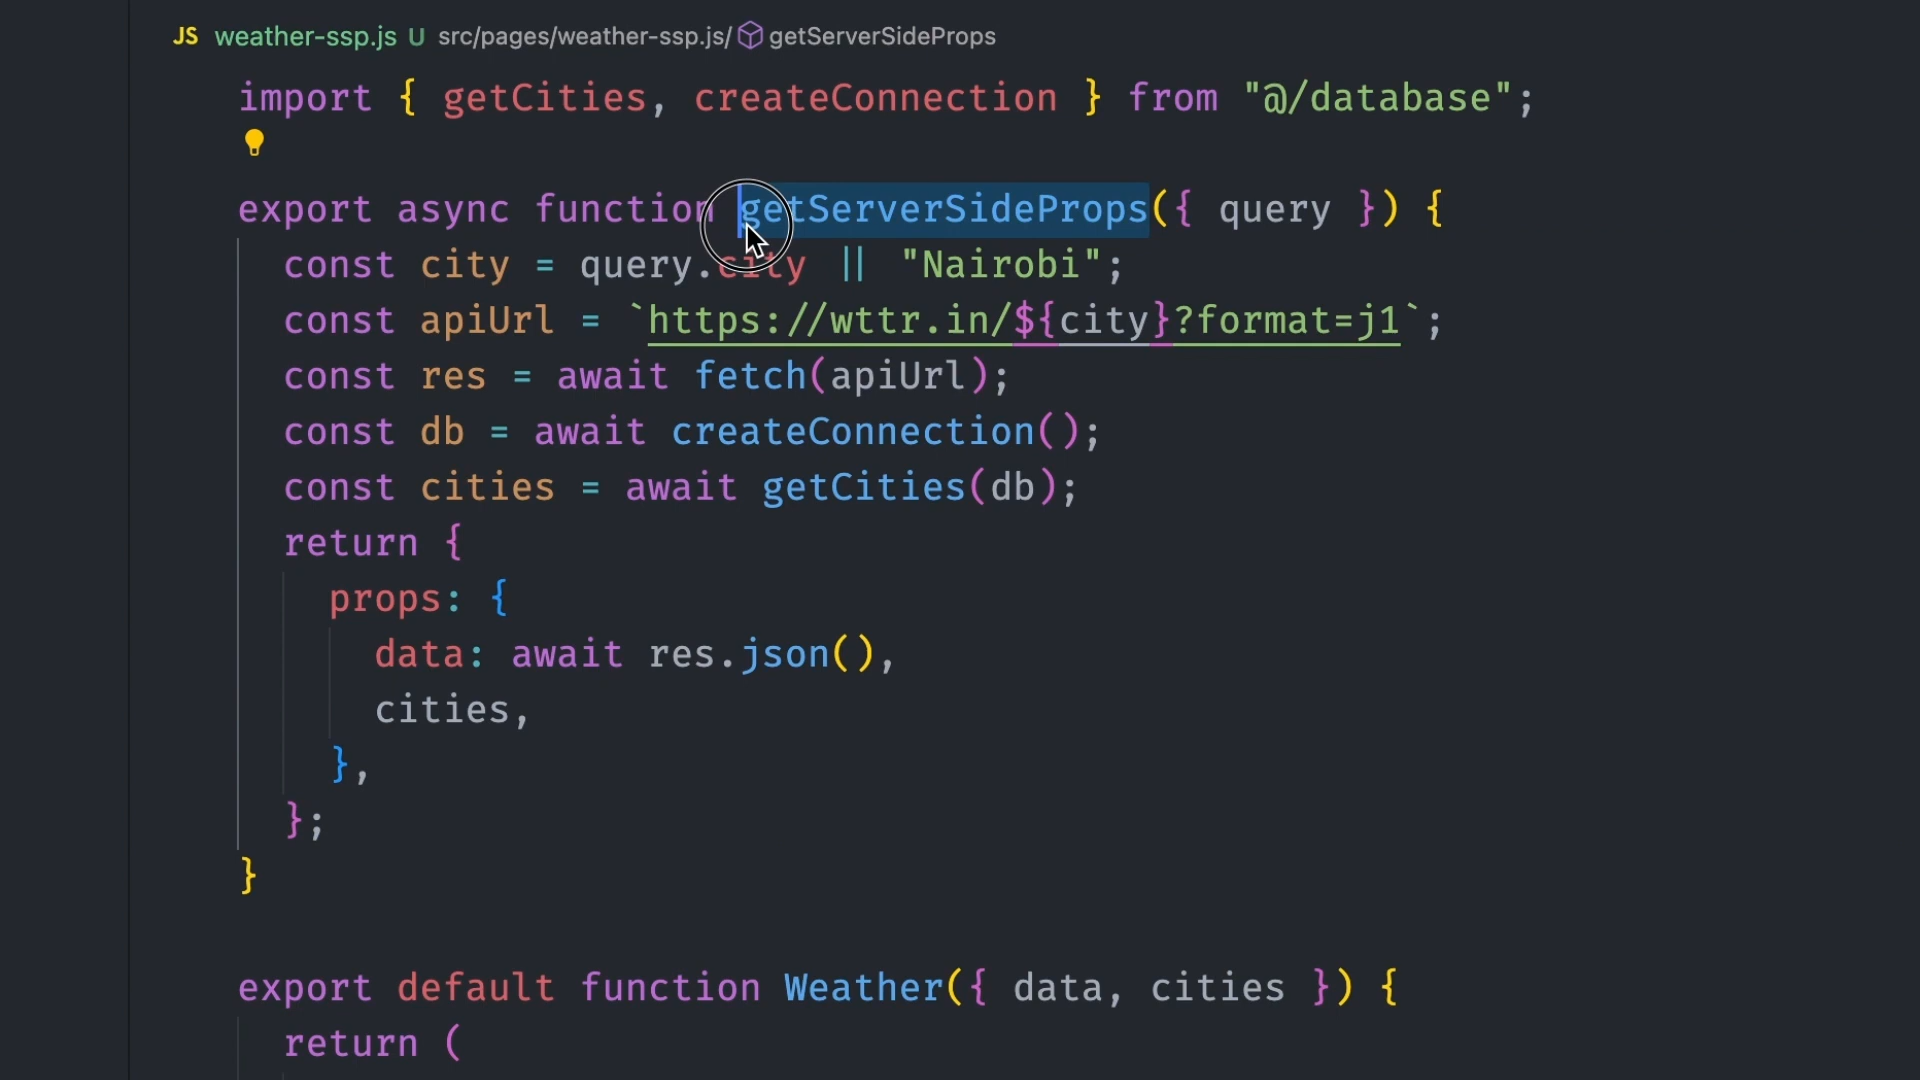 JS weather-ssp.js U src/pages/weather-ssp.js/ getServerSideProps
import { getCities, createConnection } from "@/database";
export async function getServerSideProps({ query }) {
const city = query.city || "Nairobi";
const apiUrl = `https://wttr.in/${city}?format=j1`;
const res = await fetch(apiUrl);
const db = await createConnection();
const cities = await getCities(db);
return {
props: {
data: await res.json(),
cities,
},
};
}
export default function Weather({ data, cities }) {
return (